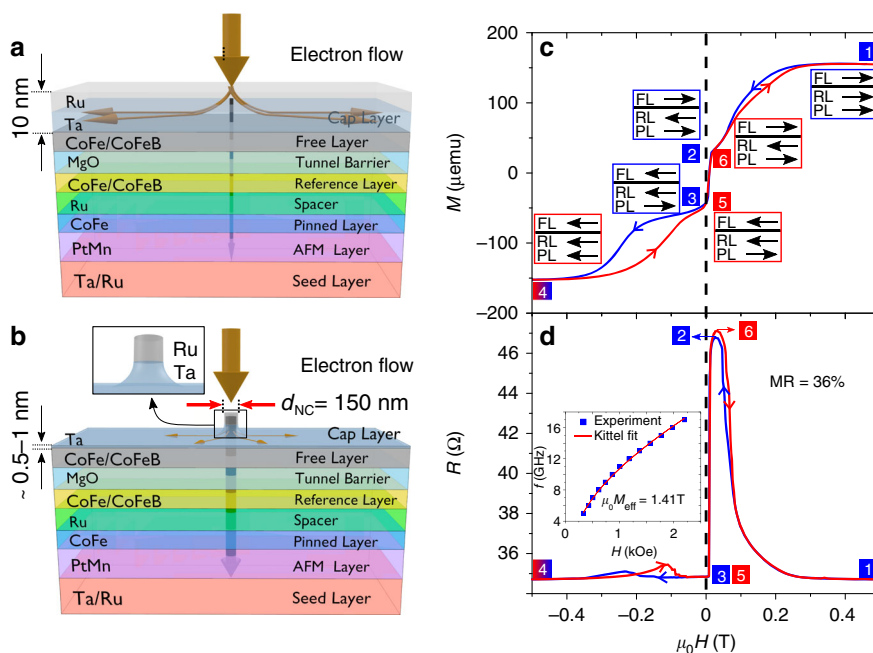 a
Electron flow
10 nm
Ru
Ta
Cap Layer
CoFe/CoFeB Free Layer
MgO Tunnel Barrier
CoFe/CoFeB Reference Layer
Ru Spacer
CoFe Pinned Layer
PtMn AFM Layer
Ta/Ru Seed Layer
b
Ru
Ta
Electron flow
d_NC = 150 nm
~ 0.5–1 nm
Ta Cap Layer
CoFe/CoFeB Free Layer
MgO Tunnel Barrier
CoFe/CoFeB Reference Layer
Ru Spacer
CoFe Pinned Layer
PtMn AFM Layer
Ta/Ru Seed Layer
c
M (µemu)
200
150
100
50
0
−50
−100
−150
−200
1
FL
RL
PL
FL
RL
PL
2
FL
RL
PL
6
FL
RL
PL
3
5
FL
RL
PL
FL
RL
PL
4
d
R (Ω)
46
44
42
40
38
36
2
6
MR = 36%
Experiment
Kittel fit
f (GHz)
16
12
8
4
µ₀M_eff = 1.41T
0 1 2
H (kOe)
4
3
5
1
−0.4 −0.2 0 0.2 0.4
µ₀H (T)